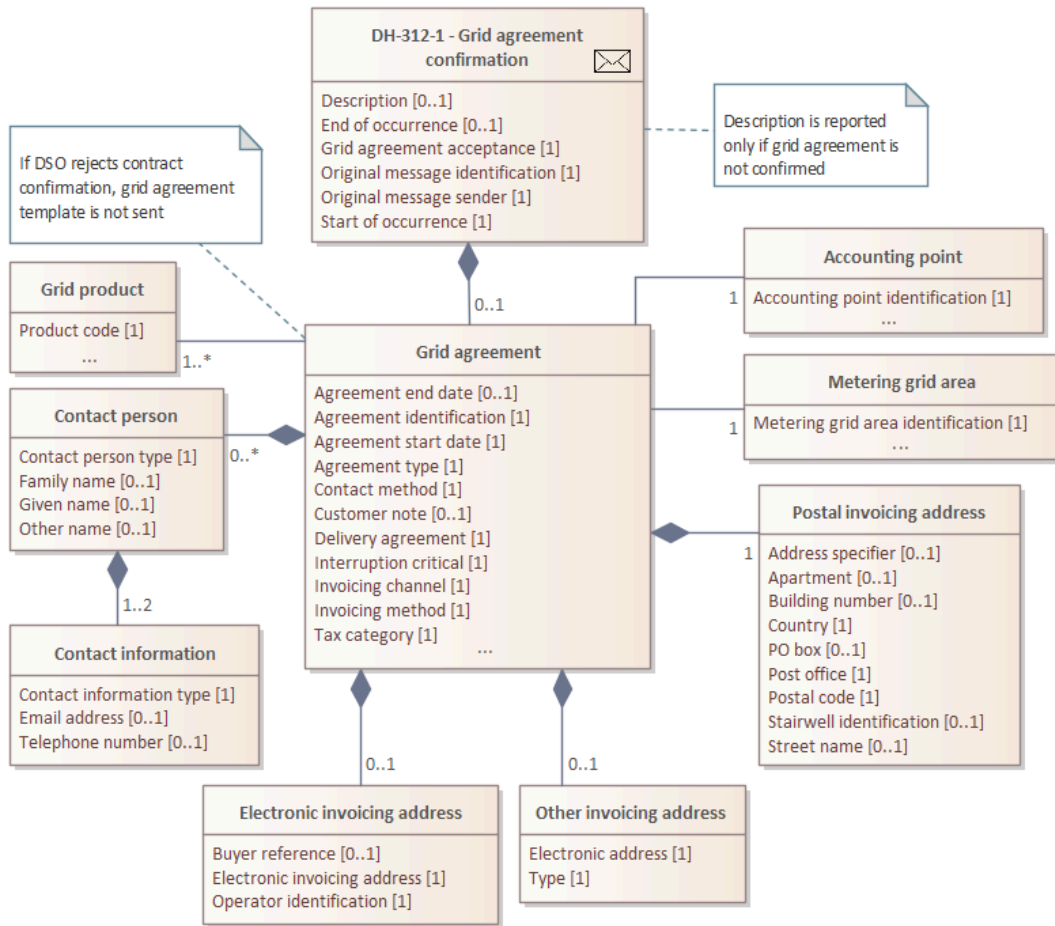 DH-312-1 - Grid agreement
confirmation
Description [0..1]
End of occurrence [0..1]
Grid agreement acceptance [1]
Original message identification [1]
Original message sender [1]
Start of occurrence [1]
Description is reported
only if grid agreement is
not confirmed
If DSO rejects contract
confirmation, grid agreement
template is not sent
0..1
Grid product
Product code [1]
...
1..*
Accounting point
Accounting point identification [1]
...
1
Grid agreement
Agreement end date [0..1]
Agreement identification [1]
Agreement start date [1]
Agreement type [1]
Contact method [1]
Customer note [0..1]
Delivery agreement [1]
Interruption critical [1]
Invoicing channel [1]
Invoicing method [1]
Tax category [1]
...
Metering grid area
Metering grid area identification [1]
...
1
Contact person
Contact person type [1]
Family name [0..1]
Given name [0..1]
Other name [0..1]
0..*
1..2
Contact information
Contact information type [1]
Email address [0..1]
Telephone number [0..1]
Postal invoicing address
Address specifier [0..1]
Apartment [0..1]
Building number [0..1]
Country [1]
PO box [0..1]
Post office [1]
Postal code [1]
Stairwell identification [0..1]
Street name [0..1]
1
0..1
0..1
Electronic invoicing address
Buyer reference [0..1]
Electronic invoicing address [1]
Operator identification [1]
Other invoicing address
Electronic address [1]
Type [1]